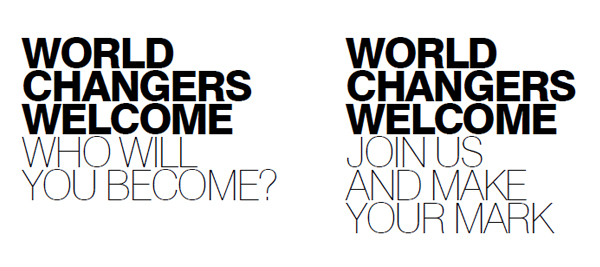 WORLD
CHANGERS
WELCOME
WHO WILL
YOU BECOME?
WORLD
CHANGERS
WELCOME
JOIN US
AND MAKE
YOUR MARK